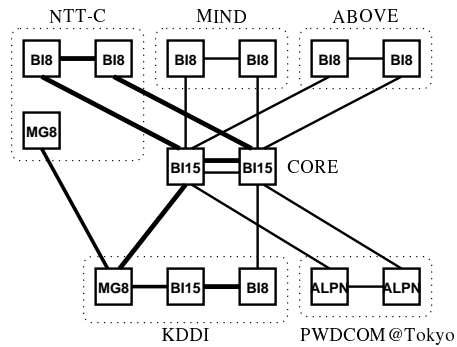 NTT-C MIND ABOVE
BI8 BI8 BI8 BI8 BI8 BI8
MG8
BI15 BI15 CORE
MG8 BI15 BI8 ALPN ALPN
KDDI PWDCOM@Tokyo